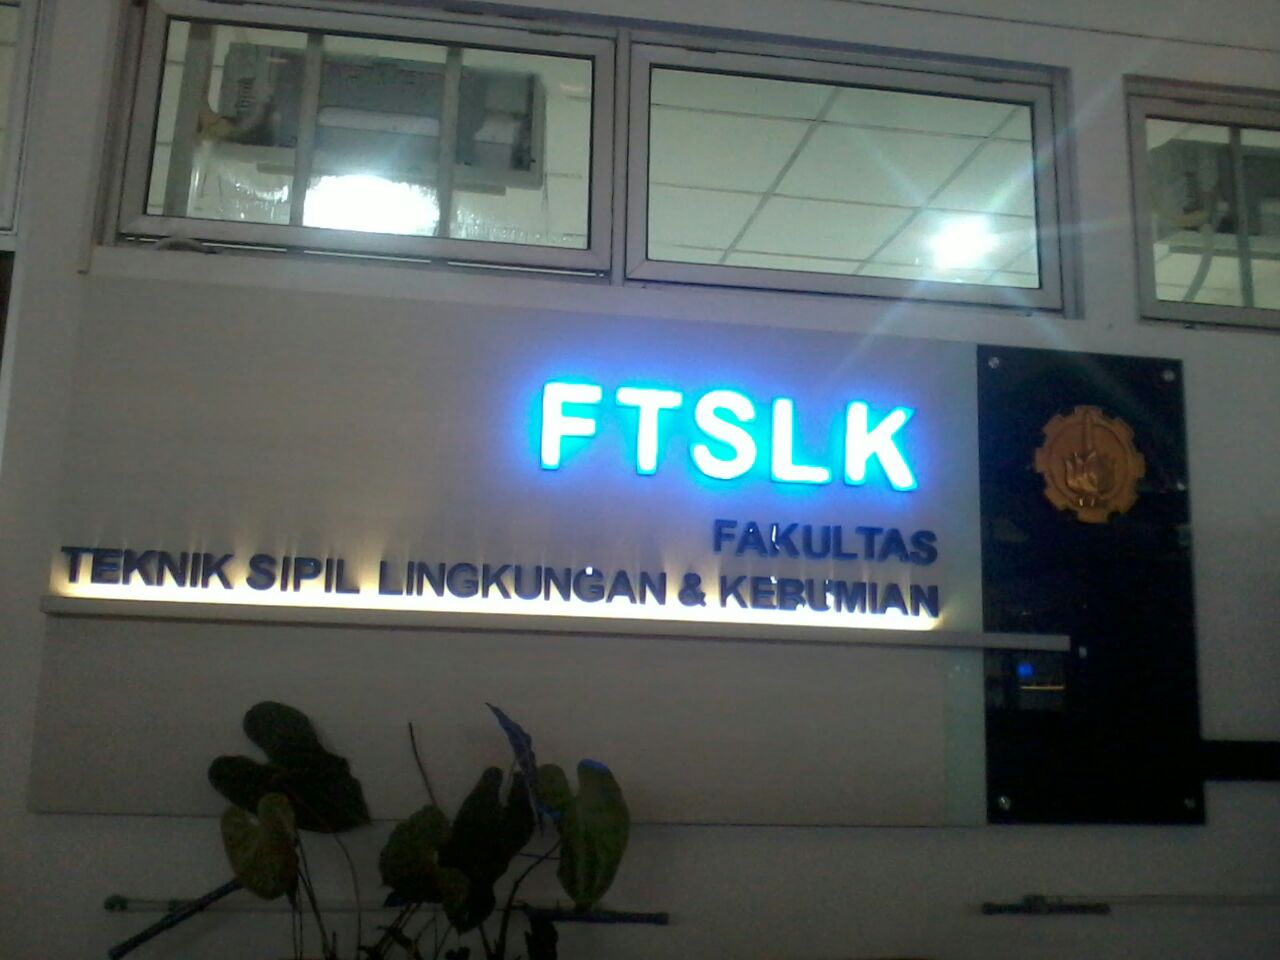 FTSLK
FAKULTAS
TEKNIK SIPIL LINGKUNGAN & KEBUMIAN